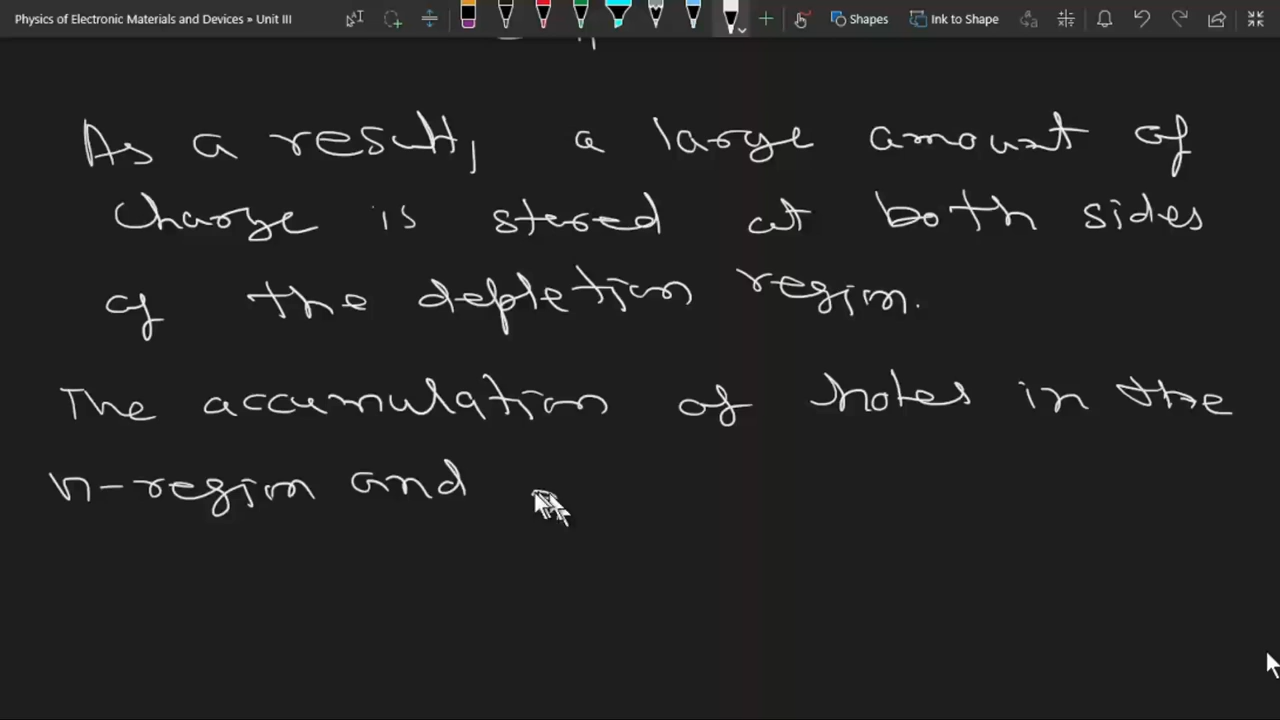 Physics of Electronic Materials and Devices » Unit III
Shapes
Ink to Shape
As a result, a large amount of
charge is stored at both sides
of the depletion region.
The accumulation of holes in the
n-region and